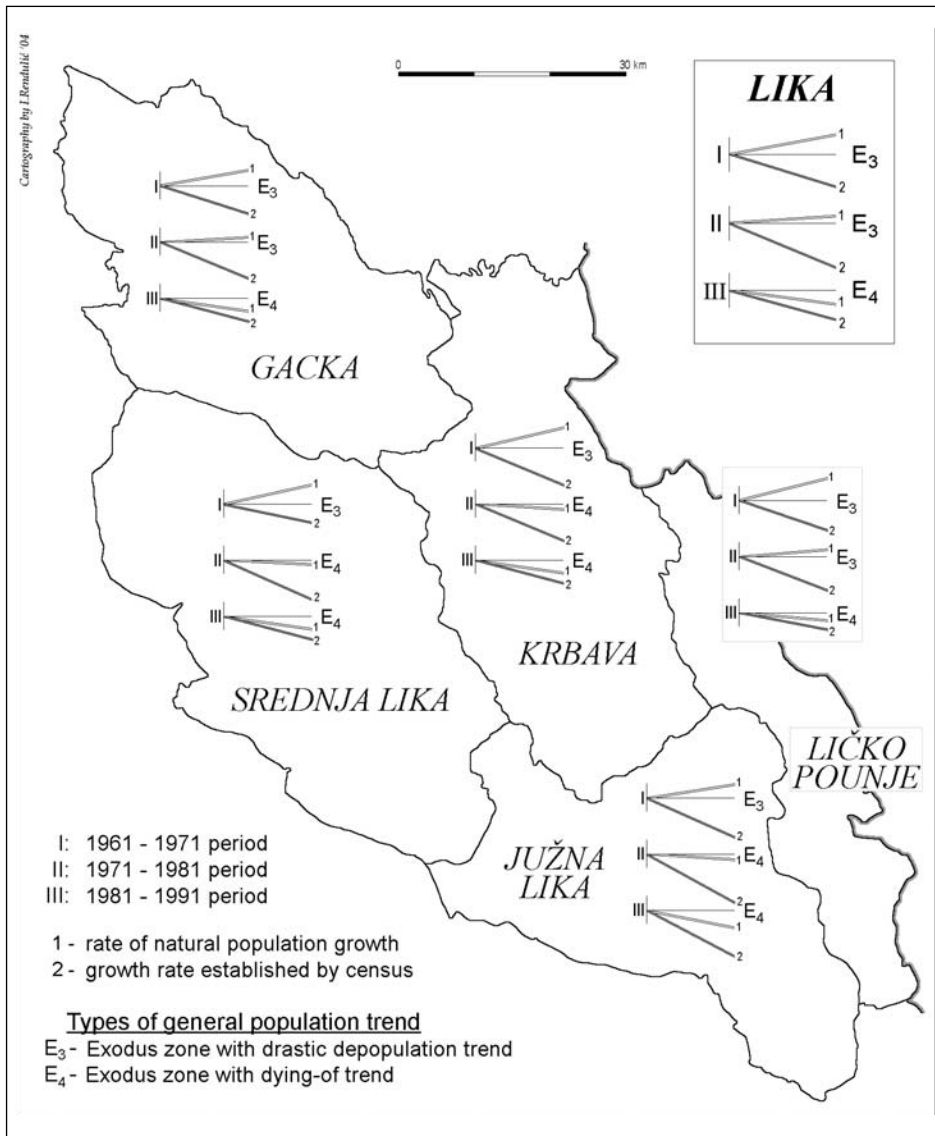 Cartography by I.Rendulić '04
0 30 km
LIKA
I 1 E3 2
II 1 E3 2
III E4 1 2
I 1 E3 2
II 1 E3 2
III E4 1 2
GACKA
I 1 E3 2
II E4 1 2
III E4 1 2
KRBAVA
I 1 E3 2
II 1 E3 2
III E4 1 2
LIČKO
POUNJE
I 1 E3 2
II E4 1 2
III E4 1 2
SREDNJA LIKA
I 1 E3 2
II E4 1 2
III E4 1 2
JUŽNA
LIKA
I: 1961 - 1971 period
II: 1971 - 1981 period
III: 1981 - 1991 period
1 - rate of natural population growth
2 - growth rate established by census
Types of general population trend
E3 - Exodus zone with drastic depopulation trend
E4 - Exodus zone with dying-of trend